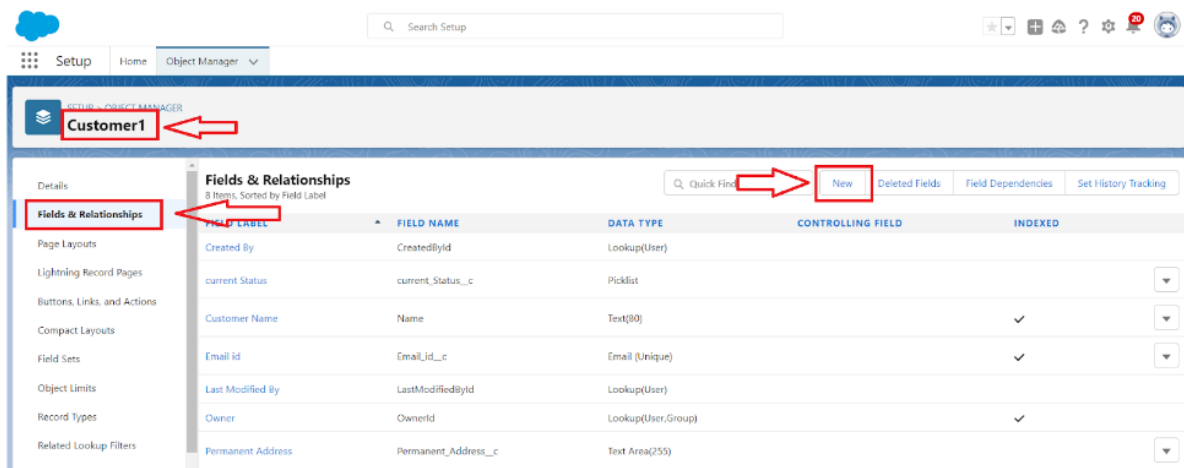 Search Setup
20
Setup Home Object Manager
SETUP > OBJECT MANAGER
Customer1
Details
Fields & Relationships
Page Layouts
Lightning Record Pages
Buttons, Links, and Actions
Compact Layouts
Field Sets
Object Limits
Record Types
Related Lookup Filters
Fields & Relationships
8 Items, Sorted by Field Label
Quick Find New Deleted Fields Field Dependencies Set History Tracking
FIELD LABEL FIELD NAME DATA TYPE CONTROLLING FIELD INDEXED
Created By CreatedById Lookup(User)
current Status current_Status__c Picklist
Customer Name Name Text(80)
Email id Email_id__c Email (Unique)
Last Modified By LastModifiedById Lookup(User)
Owner OwnerId Lookup(User,Group)
Permanent Address Permanent_Address__c Text Area(255)